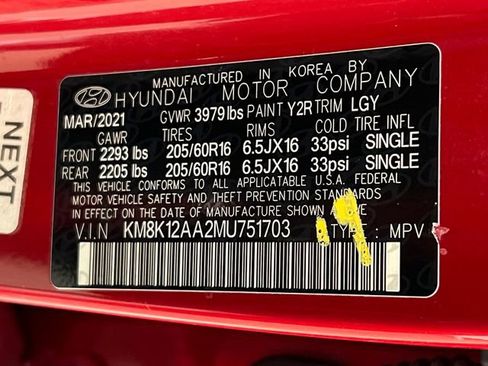 MANUFACTURED IN KOREA BY
HYUNDAI MOTOR COMPANY
MAR/2021 GVWR 3979lbs PAINT Y2R TRIM LGY
GAWR TIRES RIMS COLD TIRE INFL
FRONT 2293 lbs 205/60R16 6.5JX16 33psi SINGLE
REAR 2205 lbs 205/60R16 6.5JX16 33psi SINGLE
THIS VEHICLE CONFORMS TO ALL APPLICABLE U.S.A. FEDERAL
MOTOR VEHICLE SAFETY AND THEFT PREVENTION STANDARDS
IN EFFECT ON THE DATE OF MANUFACTURE SHOWN ABOVE.
V.I.N KM8K12AA2MU751703 TYPE : MPV
NEXT